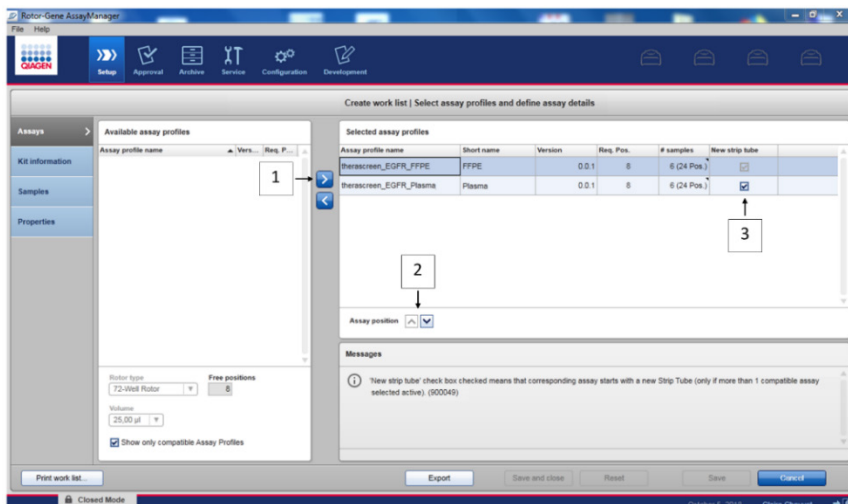 Rotor-Gene AssayManager
File Help
QIAGEN
Setup Approval Archive Service Configuration Development
Create work list | Select assay profiles and define assay details
Assays
Kit information
Samples
Properties
Available assay profiles
Assay profile name Vers... Req. P...
1
Selected assay profiles
Assay profile name Short name Version Req. Pos. # samples New strip tube
therascreen_EGFR_FFPE FFPE 0.0.1 8 6 (24 Pos.)
therascreen_EGFR_Plasma Plasma 0.0.1 8 6 (24 Pos.)
3
2
Assay position
Messages
'New strip tube' check box checked means that corresponding assay starts with a new Strip Tube (only if more than 1 compatible assay
selected active). (900049)
Rotor type Free positions
72-Well Rotor 8
Volume
25,00 µl
Show only compatible Assay Profiles
Print work list... Export Save and close Reset Save Cancel
Closed Mode